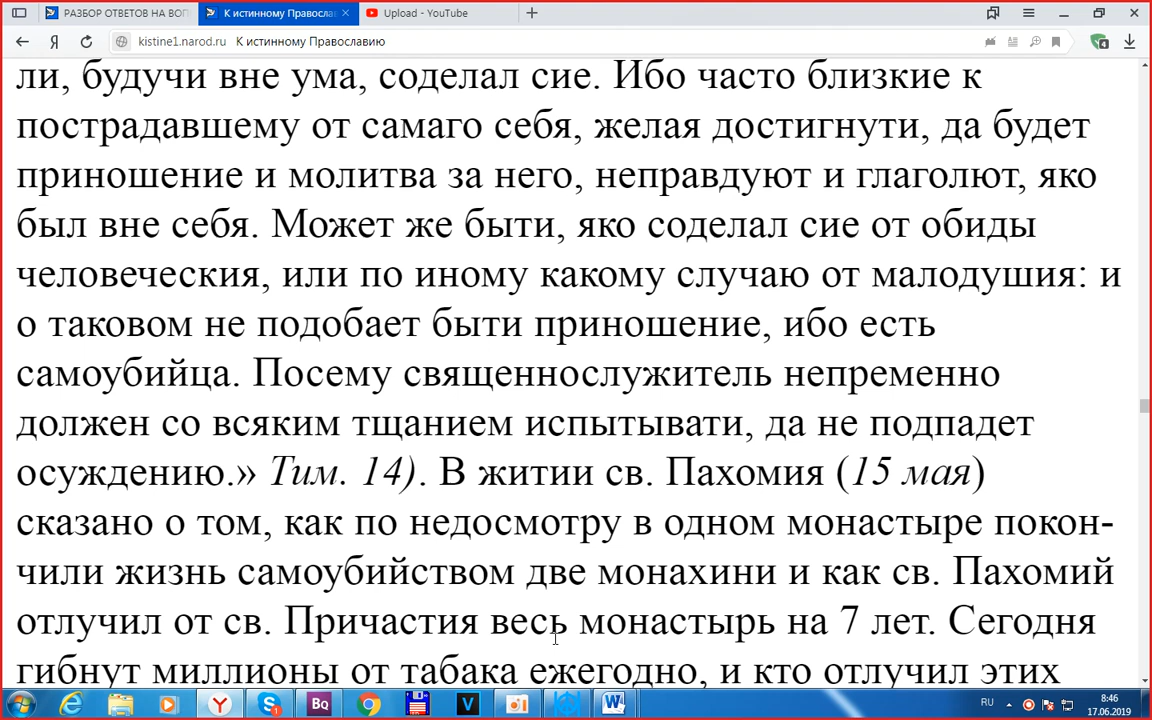 РАЗБОР ОТВЕТОВ НА ВОП
К истинному Правосла
Upload - YouTube
kistine1.narod.ru К истинному Православию
ли, будучи вне ума, соделал сие. Ибо часто близкие к
пострадавшему от самаго себя, желая достигнути, да будет
приношение и молитва за него, неправдуют и глаголют, яко
был вне себя. Может же быти, яко соделал сие от обиды
человеческия, или по иному какому случаю от малодушия: и
о таковом не подобает быти приношение, ибо есть
самоубийца. Посему священнослужитель непременно
должен со всяким тщанием испытывати, да не подпадет
осуждению.» Тим. 14). В житии св. Пахомия (15 мая)
сказано о том, как по недосмотру в одном монастыре покон-
чили жизнь самоубийством две монахини и как св. Пахомий
отлучил от св. Причастия весь монастырь на 7 лет. Сегодня
гибнут миллионы от табака ежегодно, и кто отлучил этих
RU
8:46
17.06.2019